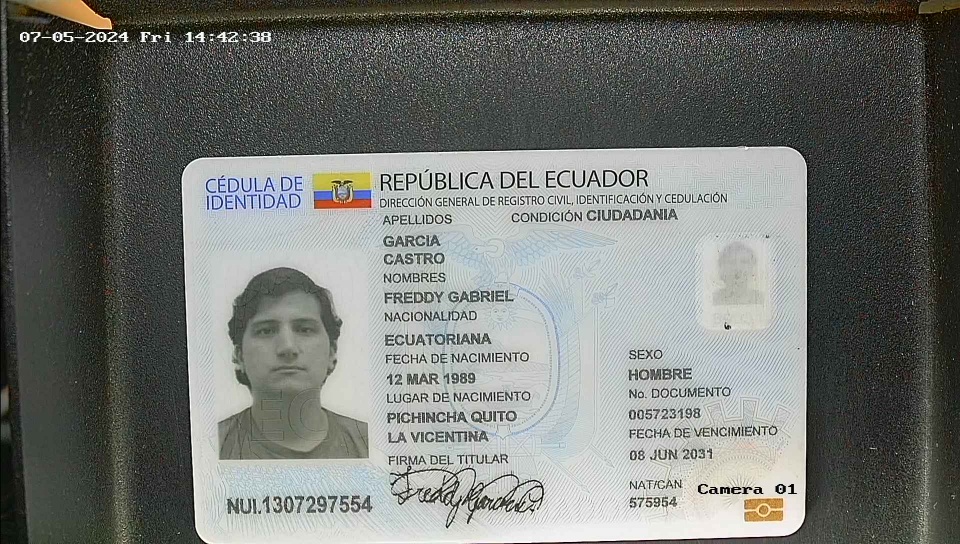 07-05-2024 Fri 14:42:38
CÉDULA DE
IDENTIDAD
REPÚBLICA DEL ECUADOR
DIRECCIÓN GENERAL DE REGISTRO CIVIL, IDENTIFICACIÓN Y CEDULACIÓN
APELLIDOS
CONDICIÓN CIUDADANIA
GARCIA
CASTRO
NOMBRES
FREDDY GABRIEL
NACIONALIDAD
ECUATORIANA
FECHA DE NACIMIENTO
12 MAR 1989
LUGAR DE NACIMIENTO
PICHINCHA QUITO
LA VICENTINA
FIRMA DEL TITULAR
SEXO
HOMBRE
No. DOCUMENTO
005723198
FECHA DE VENCIMIENTO
08 JUN 2031
NAT/CAN
575954
NUI.1307297554
Camera 01